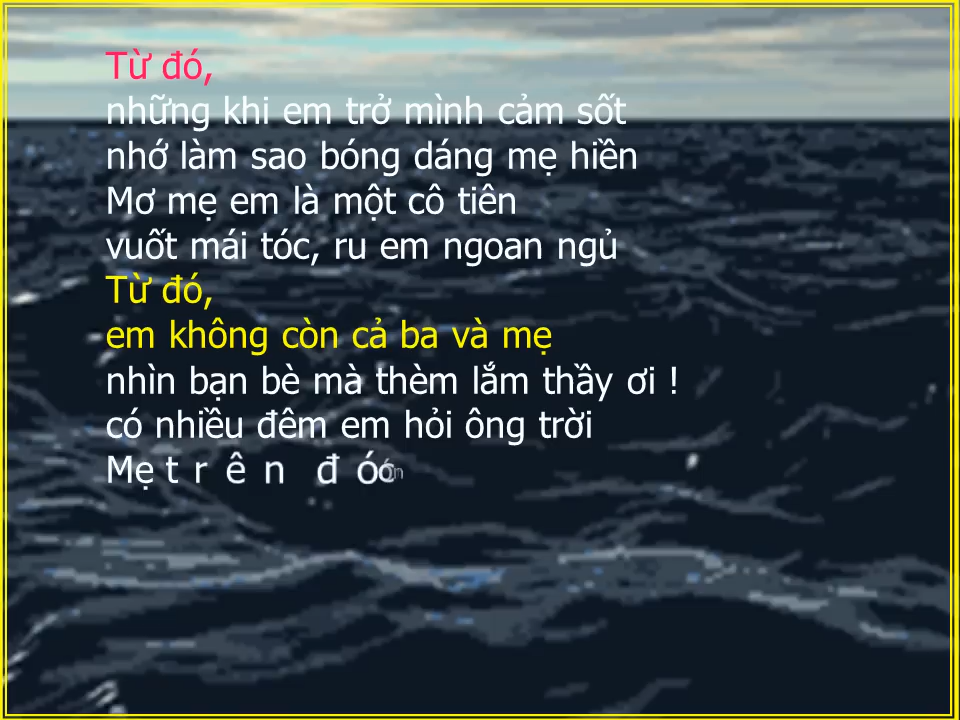 Từ đó,
những khi em trở mình cảm sốt
nhớ làm sao bóng dáng mẹ hiền
Mơ mẹ em là một cô tiên
vuốt mái tóc, ru em ngoan ngủ
Từ đó,
em không còn cả ba và mẹ
nhìn bạn bè mà thèm lắm thầy ơi !
có nhiều đêm em hỏi ông trời
Mẹ trên đó